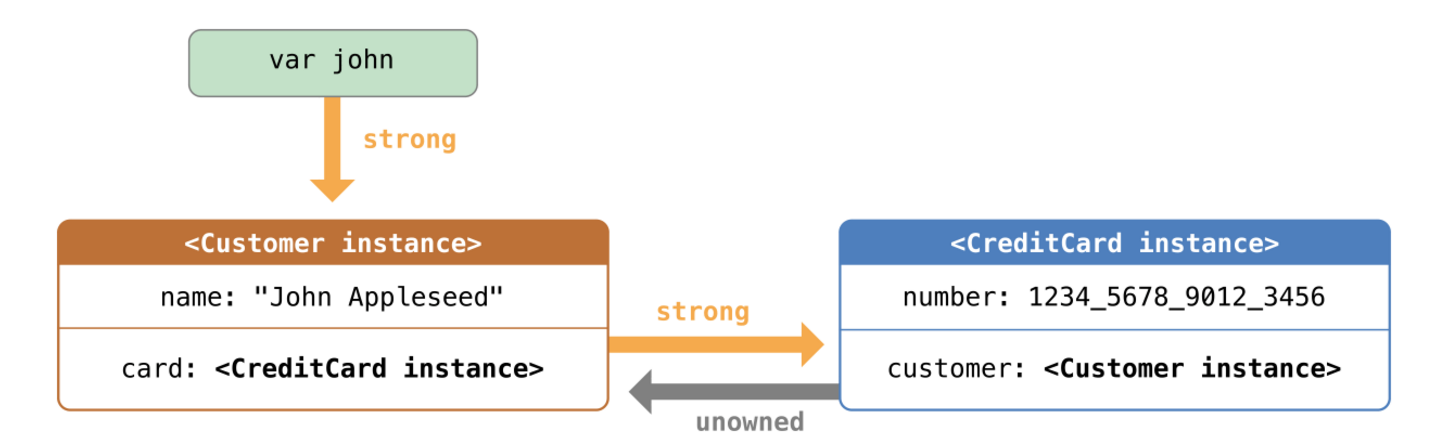 var john
strong
<Customer instance>
name: "John Appleseed"
card: <CreditCard instance>
strong
unowned
<CreditCard instance>
number: 1234_5678_9012_3456
customer: <Customer instance>